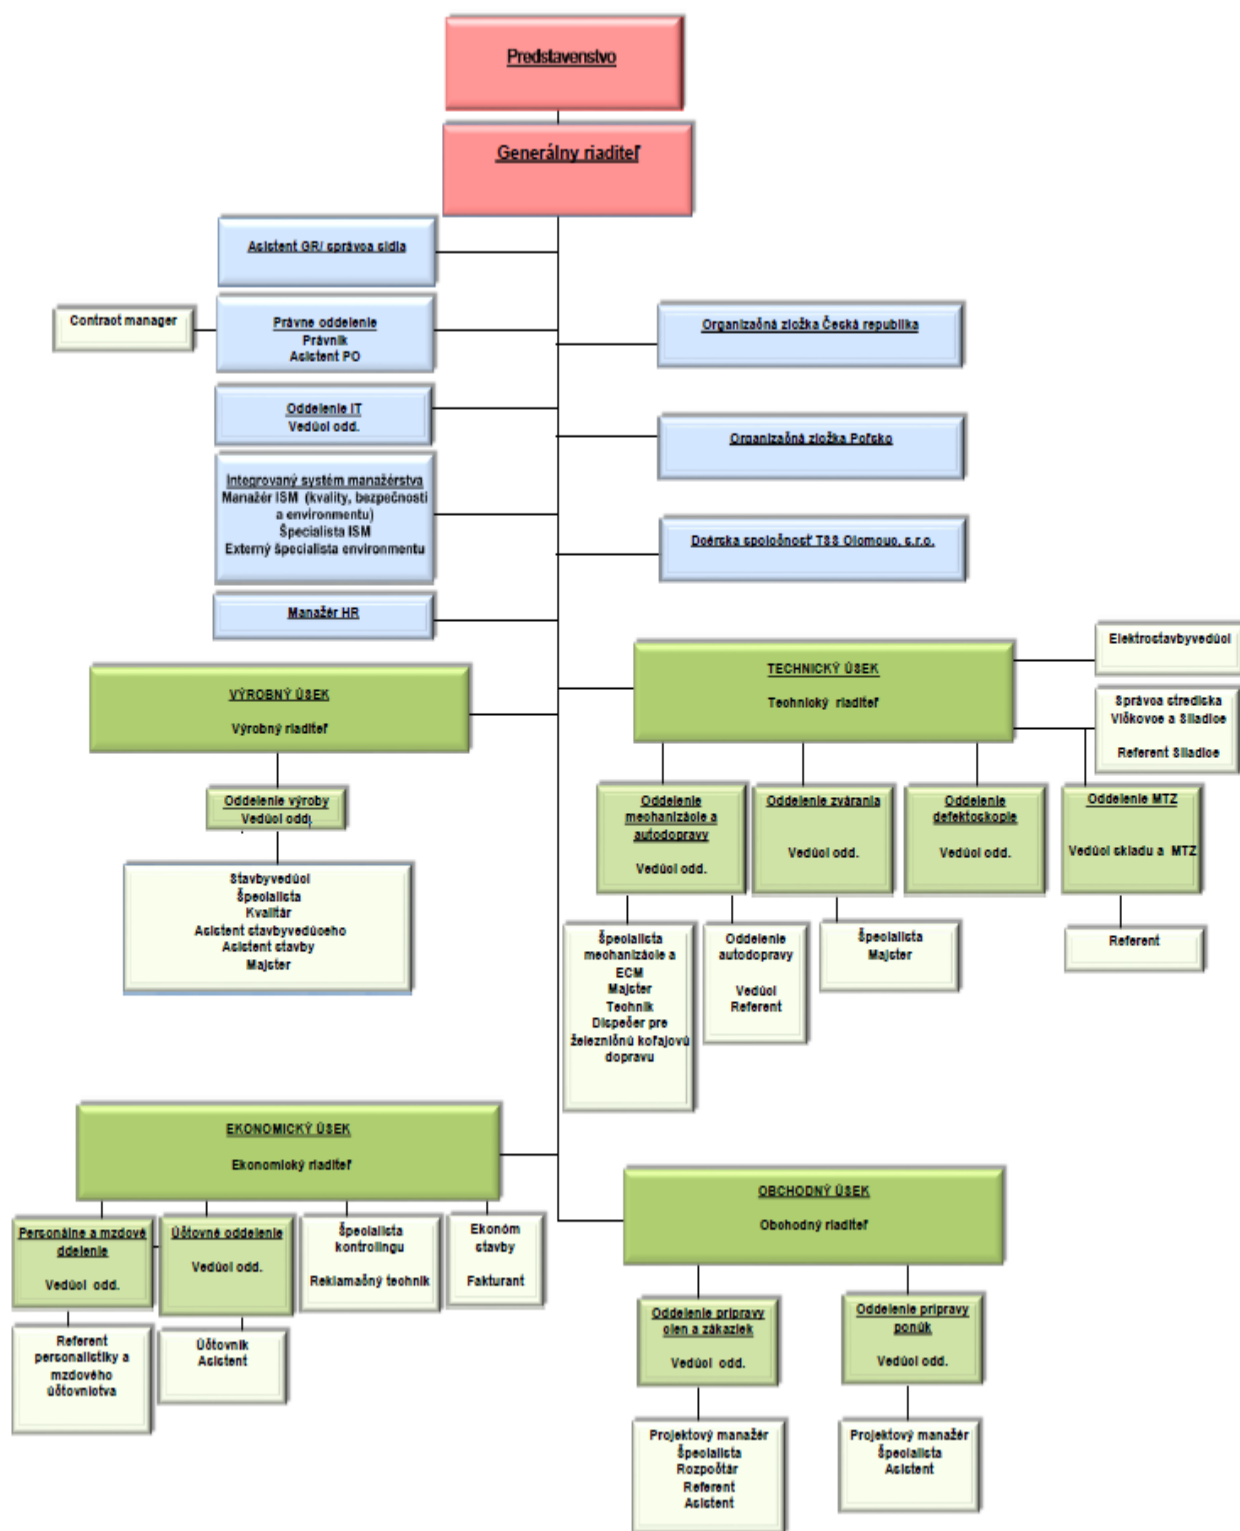 Predstavenstvo
Generálny riaditeľ
Asistent GR/ správca sídla
Contract manager
Právne oddelenie
Právnik
Asistent PO
Organizačná zložka Česká republika
Oddelenie IT
Vedúci odd.
Organizačná zložka Poľsko
Integrovaný systém manažérstva
Manažér ISM (kvality, bezpečnosti
a environmentu)
Špecialista ISM
Externý špecialista environmentu
Dcérska spoločnosť TSS Olomouc, s.r.o.
Manažér HR
Elektrostavbyvedúci
TECHNICKÝ ÚSEK
Technický riaditeľ
VÝROBNÝ ÚSEK
Výrobný riaditeľ
Správca strediska
Vlčkovce a Siladice
Referent Siladice
Oddelenie výroby
Vedúci odd.
Oddelenie
mechanizácie a
autodopravy
Vedúci odd.
Oddelenie zvárania
Vedúci odd.
Oddelenie
defektoskopie
Vedúci odd.
Oddelenie MTZ
Vedúci skladu a MTZ
Stavbyvedúci
Špecialista
Kvalitár
Asistent stavbyvedúceho
Asistent stavby
Majster
Špecialista
mechanizácie a
ECM
Majster
Technik
Dispečer pre
železničnú koľajovú
dopravu
Oddelenie
autodopravy
Vedúci
Referent
Špecialista
Majster
Referent
EKONOMICKÝ ÚSEK
Ekonomický riaditeľ
OBCHODNÝ ÚSEK
Obchodný riaditeľ
Personálne a mzdové
ddelenie
Vedúci odd.
Účtovné oddelenie
Vedúci odd.
Špecialista
kontrolingu
Reklamačný technik
Ekonóm
stavby
Fakturant
Referent
personalistiky a
mzdového
účtovníctva
Účtovník
Asistent
Oddelenie prípravy
cien a zákaziek
Vedúci odd.
Oddelenie prípravy
ponúk
Vedúci odd.
Projektový manažér
Špecialista
Rozpočtár
Referent
Asistent
Projektový manažér
Špecialista
Asistent